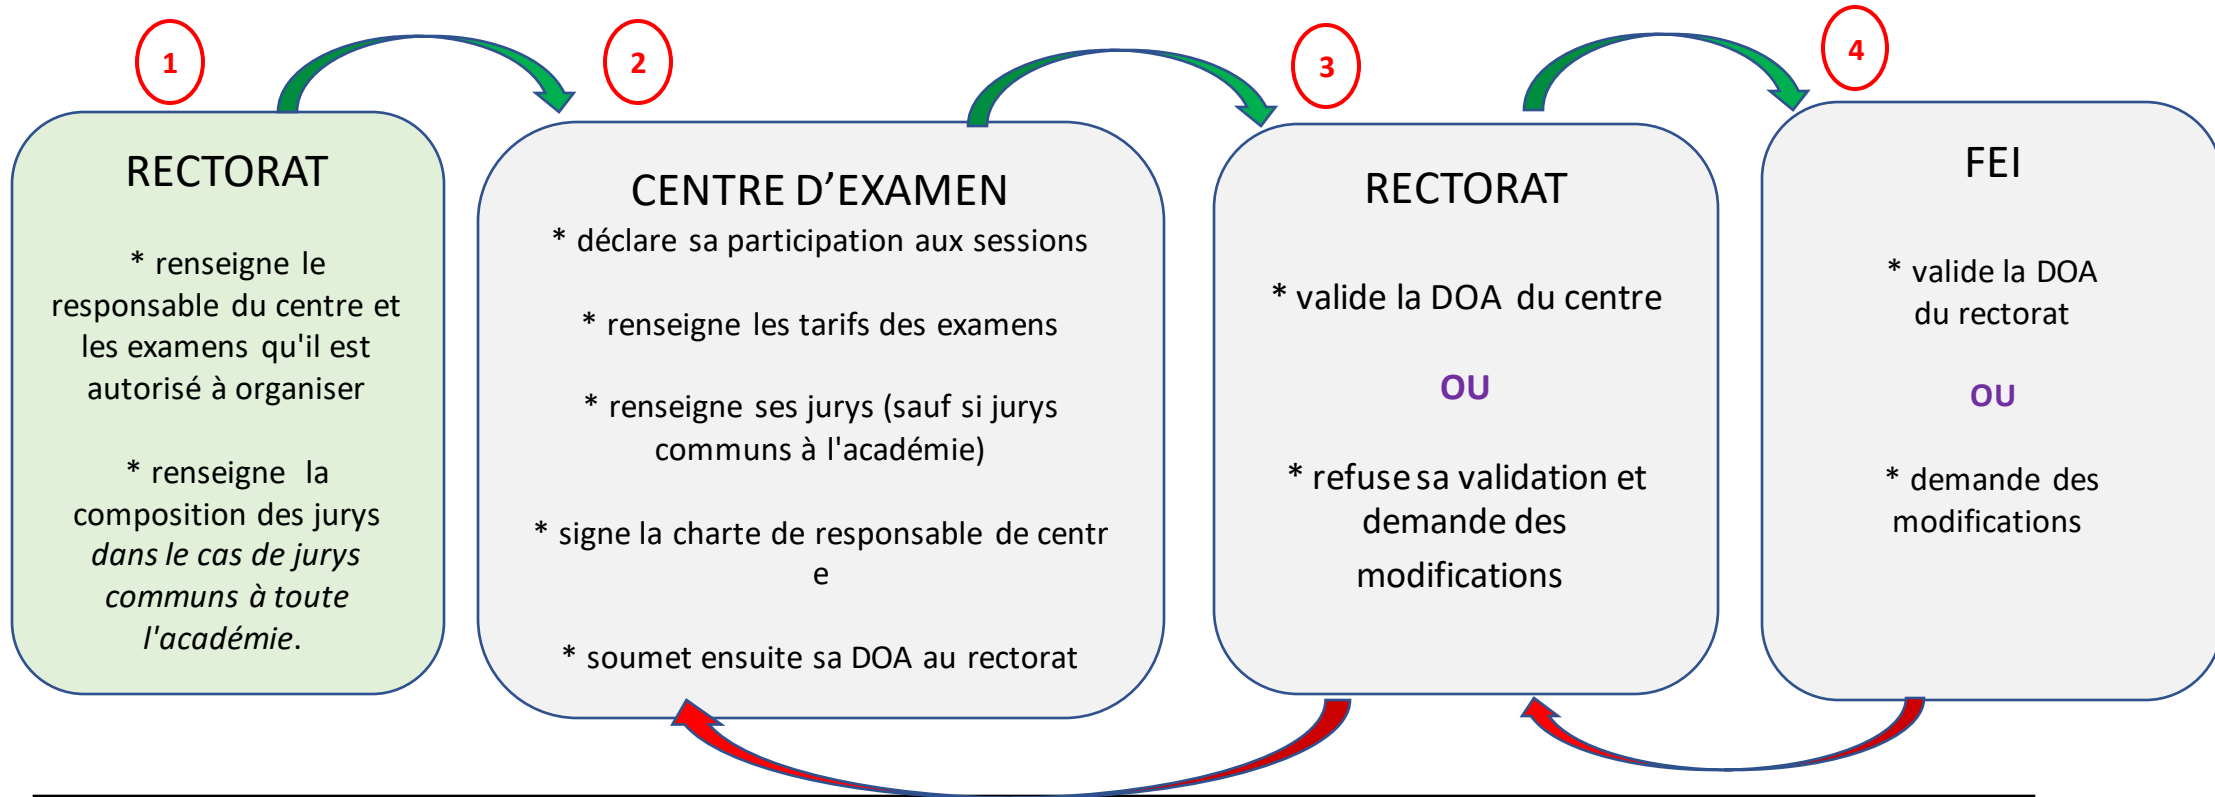 1
RECTORAT
* renseigne le
responsable du centre et
les examens qu'il est
autorisé à organiser
* renseigne la
composition des jurys
dans le cas de jurys
communs à toute
l'académie.
2
CENTRE D’EXAMEN
* déclare sa participation aux sessions
* renseigne les tarifs des examens
* renseigne ses jurys (sauf si jurys
communs à l'académie)
* signe la charte de responsable de centr
e
* soumet ensuite sa DOA au rectorat
3
RECTORAT
* valide la DOA du centre
OU
* refuse sa validation et
demande des
modifications
4
FEI
* valide la DOA
du rectorat
OU
* demande des
modifications